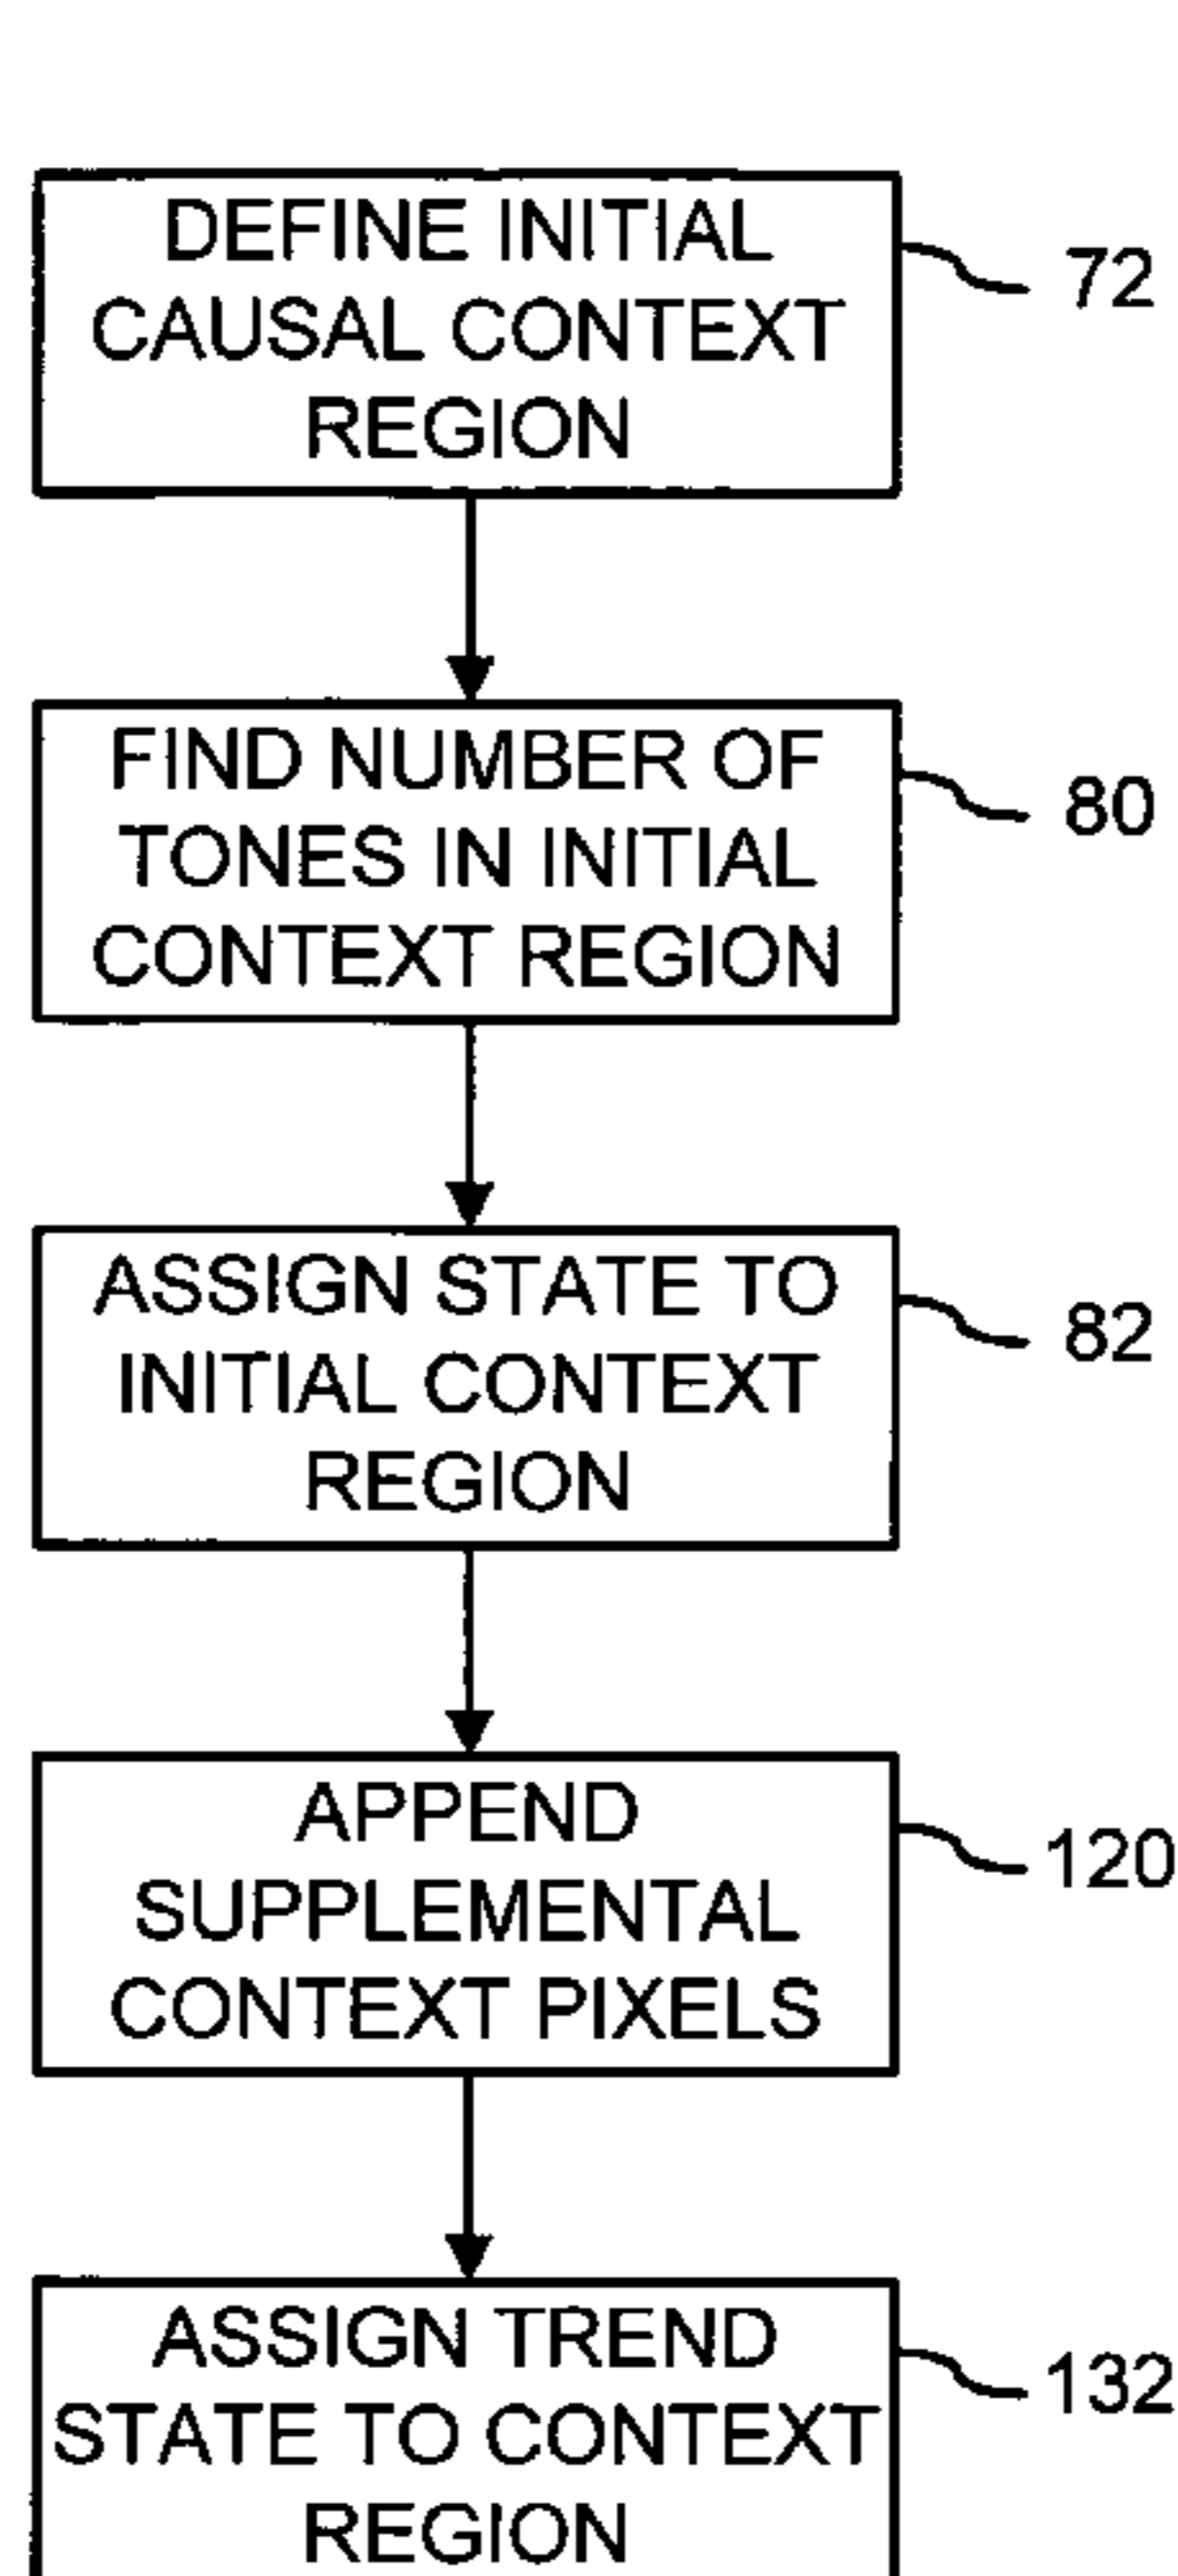 DEFINE INITIAL
CAUSAL CONTEXT
REGION
72
FIND NUMBER OF
TONES IN INITIAL
CONTEXT REGION
80
ASSIGN STATE TO
INITIAL CONTEXT
REGION
82
APPEND
SUPPLEMENTAL
CONTEXT PIXELS
120
ASSIGN TREND
STATE TO CONTEXT
REGION
132